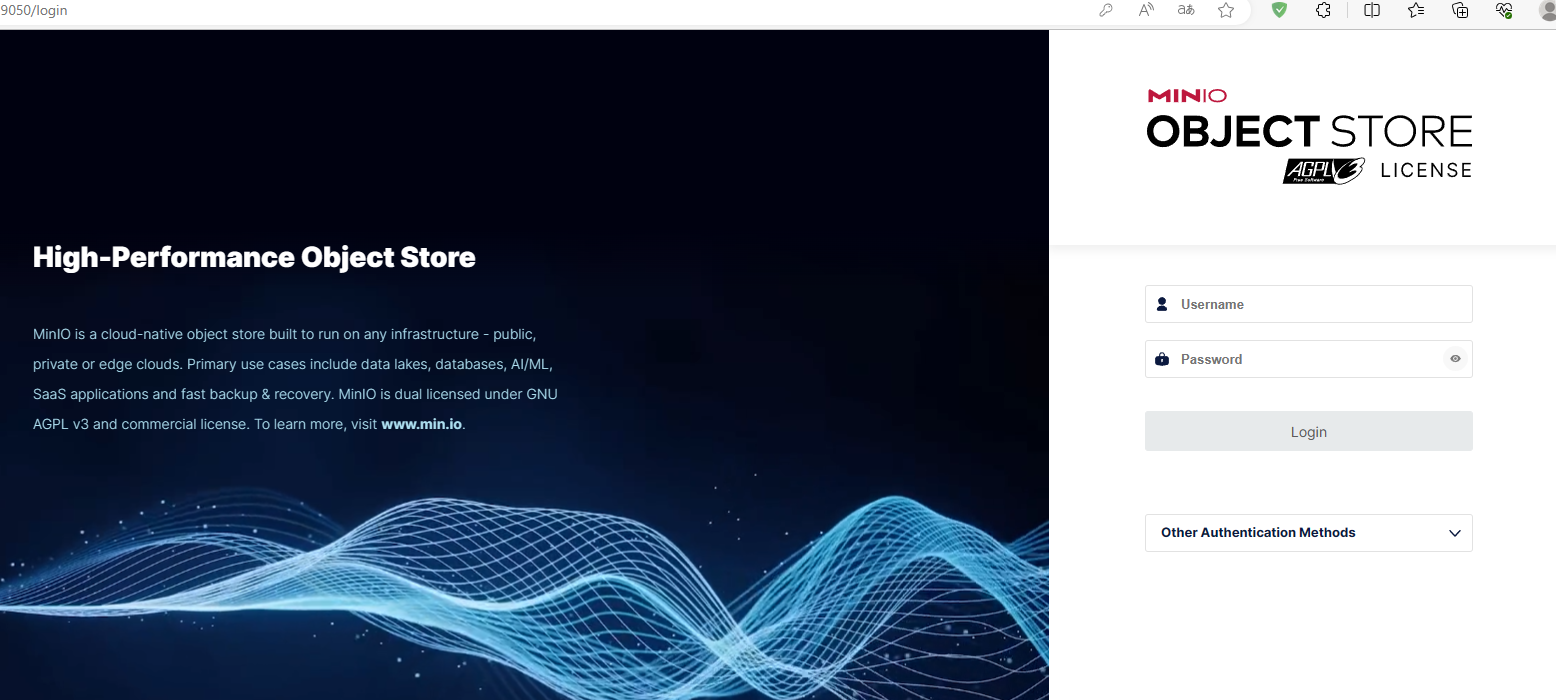 9050/login
High-Performance Object Store
MinIO is a cloud-native object store built to run on any infrastructure - public,
private or edge clouds. Primary use cases include data lakes, databases, AI/ML,
SaaS applications and fast backup & recovery. MinIO is dual licensed under GNU
AGPL v3 and commercial license. To learn more, visit www.min.io.
MINIO
OBJECT STORE
AGPL v3 Free Software LICENSE
Username
Password
Login
Other Authentication Methods